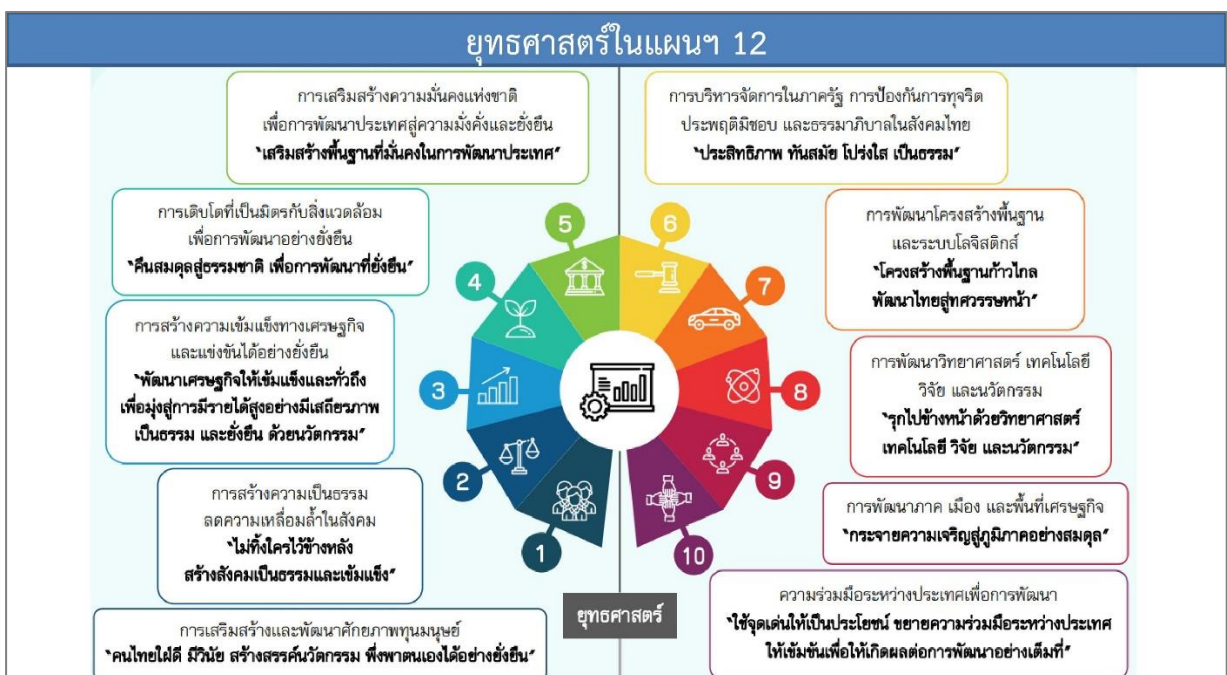 ยุทธศาสตร์ในแผนฯ 12
การเสริมสร้างความมั่นคงแห่งชาติ
เพื่อการพัฒนาประเทศสู่ความมั่งคั่งและยั่งยืน
"เสริมสร้างพื้นฐานที่มั่นคงในการพัฒนาประเทศ"
การบริหารจัดการในภาครัฐ การป้องกันการทุจริต
ประพฤติมิชอบ และธรรมาภิบาลในสังคมไทย
"ประสิทธิภาพ ทันสมัย โปร่งใส เป็นธรรม"
การเติบโตที่เป็นมิตรกับสิ่งแวดล้อม
เพื่อการพัฒนาอย่างยั่งยืน
"คืนสมดุลสู่ธรรมชาติ เพื่อการพัฒนาที่ยั่งยืน"
การพัฒนาโครงสร้างพื้นฐาน
และระบบโลจิสติกส์
"โครงสร้างพื้นฐานก้าวไกล
พัฒนาไทยสู่ทศวรรษหน้า"
การสร้างความเข้มแข็งทางเศรษฐกิจ
และแข่งขันได้อย่างยั่งยืน
"พัฒนาเศรษฐกิจให้เข้มแข็งและทั่วถึง
เพื่อมุ่งสู่การมีรายได้สูงอย่างมีเสถียรภาพ
เป็นธรรม และยั่งยืน ด้วยนวัตกรรม"
การพัฒนาวิทยาศาสตร์ เทคโนโลยี
วิจัย และนวัตกรรม
"รุกไปข้างหน้าด้วยวิทยาศาสตร์
เทคโนโลยี วิจัย และนวัตกรรม"
การสร้างความเป็นธรรม
ลดความเหลื่อมล้ำในสังคม
"ไม่ทิ้งใครไว้ข้างหลัง
สร้างสังคมเป็นธรรมและเข้มแข็ง"
การพัฒนาภาค เมือง และพื้นที่เศรษฐกิจ
"กระจายความเจริญสู่ภูมิภาคอย่างสมดุล"
การเสริมสร้างและพัฒนาศักยภาพทุนมนุษย์
"คนไทยใฝ่ดี มีวินัย สร้างสรรค์นวัตกรรม พึ่งพาตนเองได้อย่างยั่งยืน"
ความร่วมมือระหว่างประเทศเพื่อการพัฒนา
"ใช้จุดเด่นให้เป็นประโยชน์ ขยายความร่วมมือระหว่างประเทศ
ให้เข้มข้นเพื่อให้เกิดผลต่อการพัฒนาอย่างเต็มที่"
1
2
3
4
5
6
7
8
9
10
$
ยุทธศาสตร์